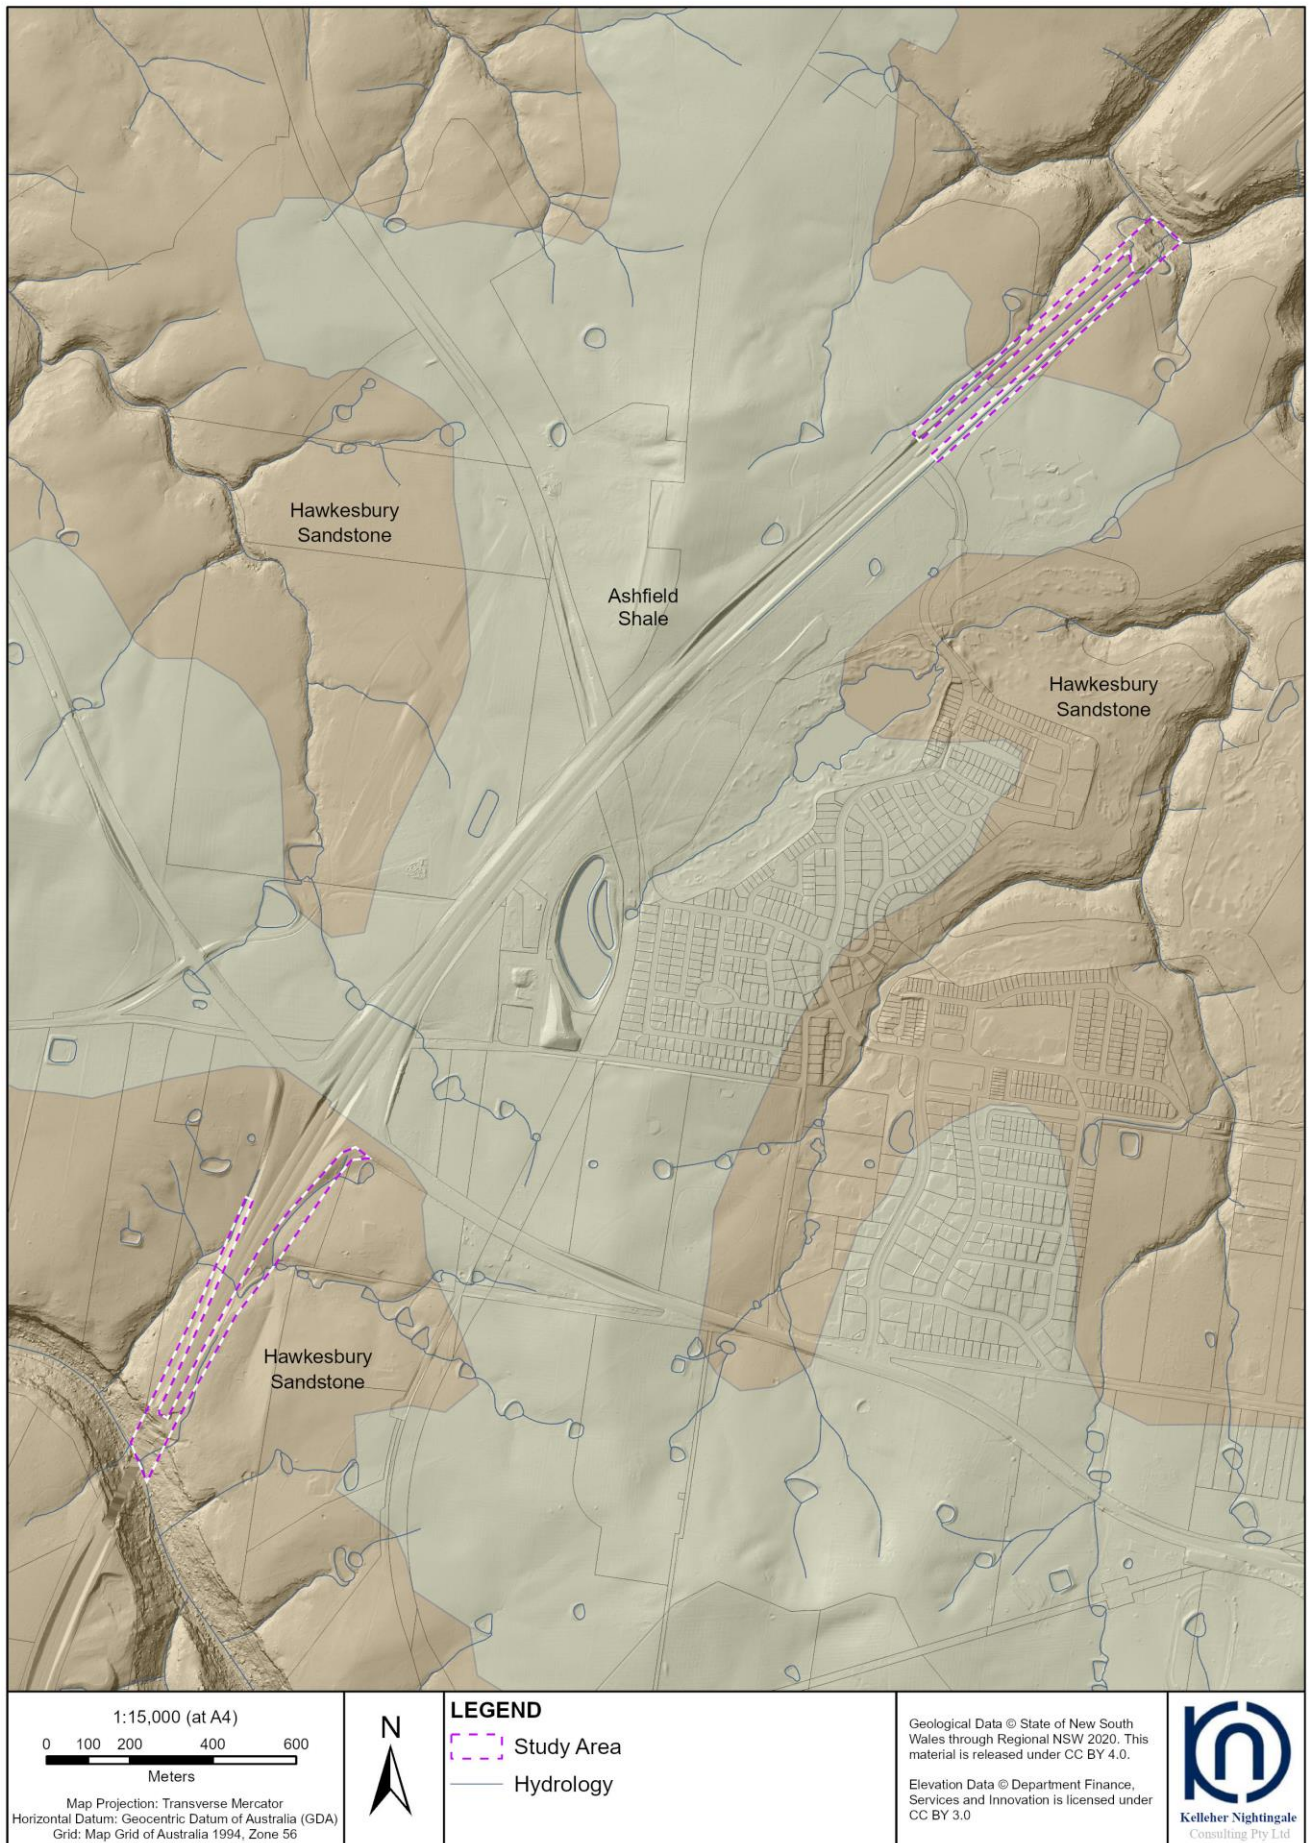 Hawkesbury
Sandstone
Ashfield
Shale
Hawkesbury
Sandstone
Hawkesbury
Sandstone
1:15,000 (at A4)
0 100 200 400 600
Meters
Map Projection: Transverse Mercator
Horizontal Datum: Geocentric Datum of Australia (GDA)
Grid: Map Grid of Australia 1994, Zone 56
N
LEGEND
Study Area
Hydrology
Geological Data © State of New South
Wales through Regional NSW 2020. This
material is released under CC BY 4.0.
Elevation Data © Department Finance,
Services and Innovation is licensed under
CC BY 3.0
Kelleher Nightingale
Consulting Pty Ltd